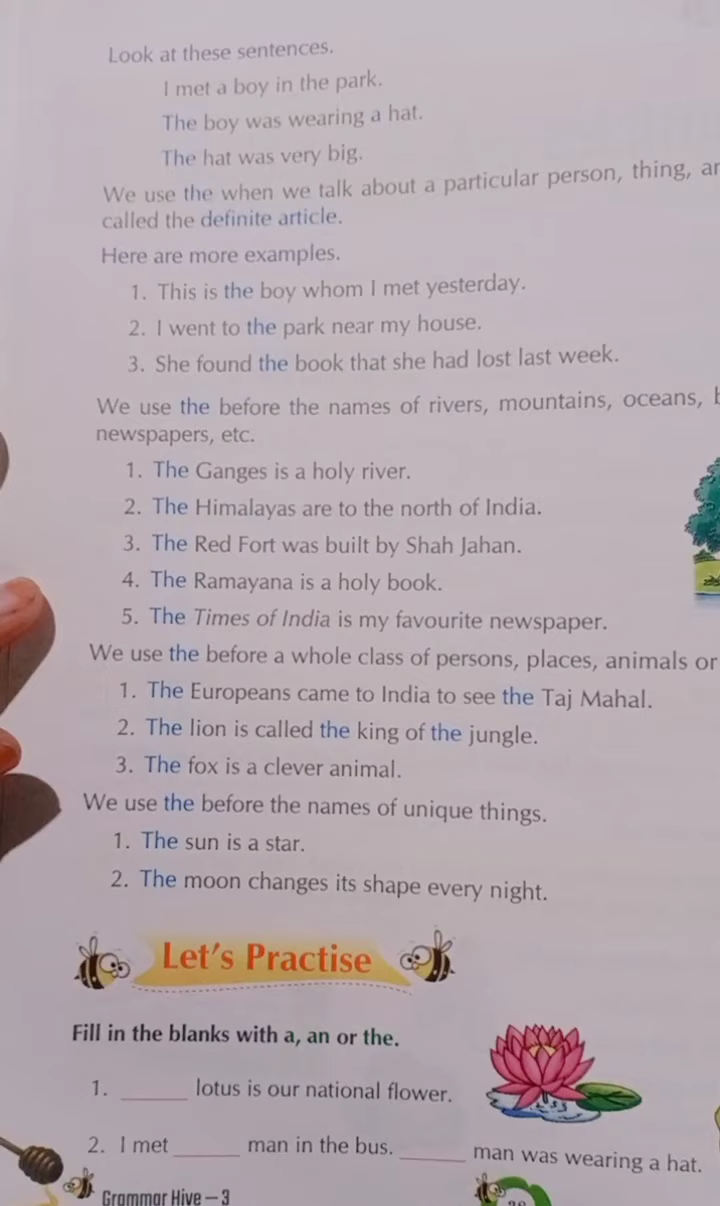 Look at these sentences.
I met a boy in the park.
The boy was wearing a hat.
The hat was very big.
We use the when we talk about a particular person, thing,
called the definite article.
Here are more examples.
1. This is the boy whom I met yesterday.
2. I went to the park near my house.
3. She found the book that she had lost last week.
We use the before the names of rivers, mountains, oceans,
newspapers, etc.
1. The Ganges is a holy river.
2. The Himalayas are to the north of India.
3. The Red Fort was built by Shah Jahan.
4. The Ramayana is a holy book.
5. The Times of India is my favourite newspaper.
We use the before a whole class of persons, places, animals or
1. The Europeans came to India to see the Taj Mahal.
2. The lion is called the king of the jungle.
3. The fox is a clever animal.
We use the before the names of unique things.
1. The sun is a star.
2. The moon changes its shape every night.
Let's Practise
Fill in the blanks with a, an or the.
1. ______ lotus is our national flower.
2. I met ______ man in the bus. ______ man was wearing a hat.
Grammar Hive – 3